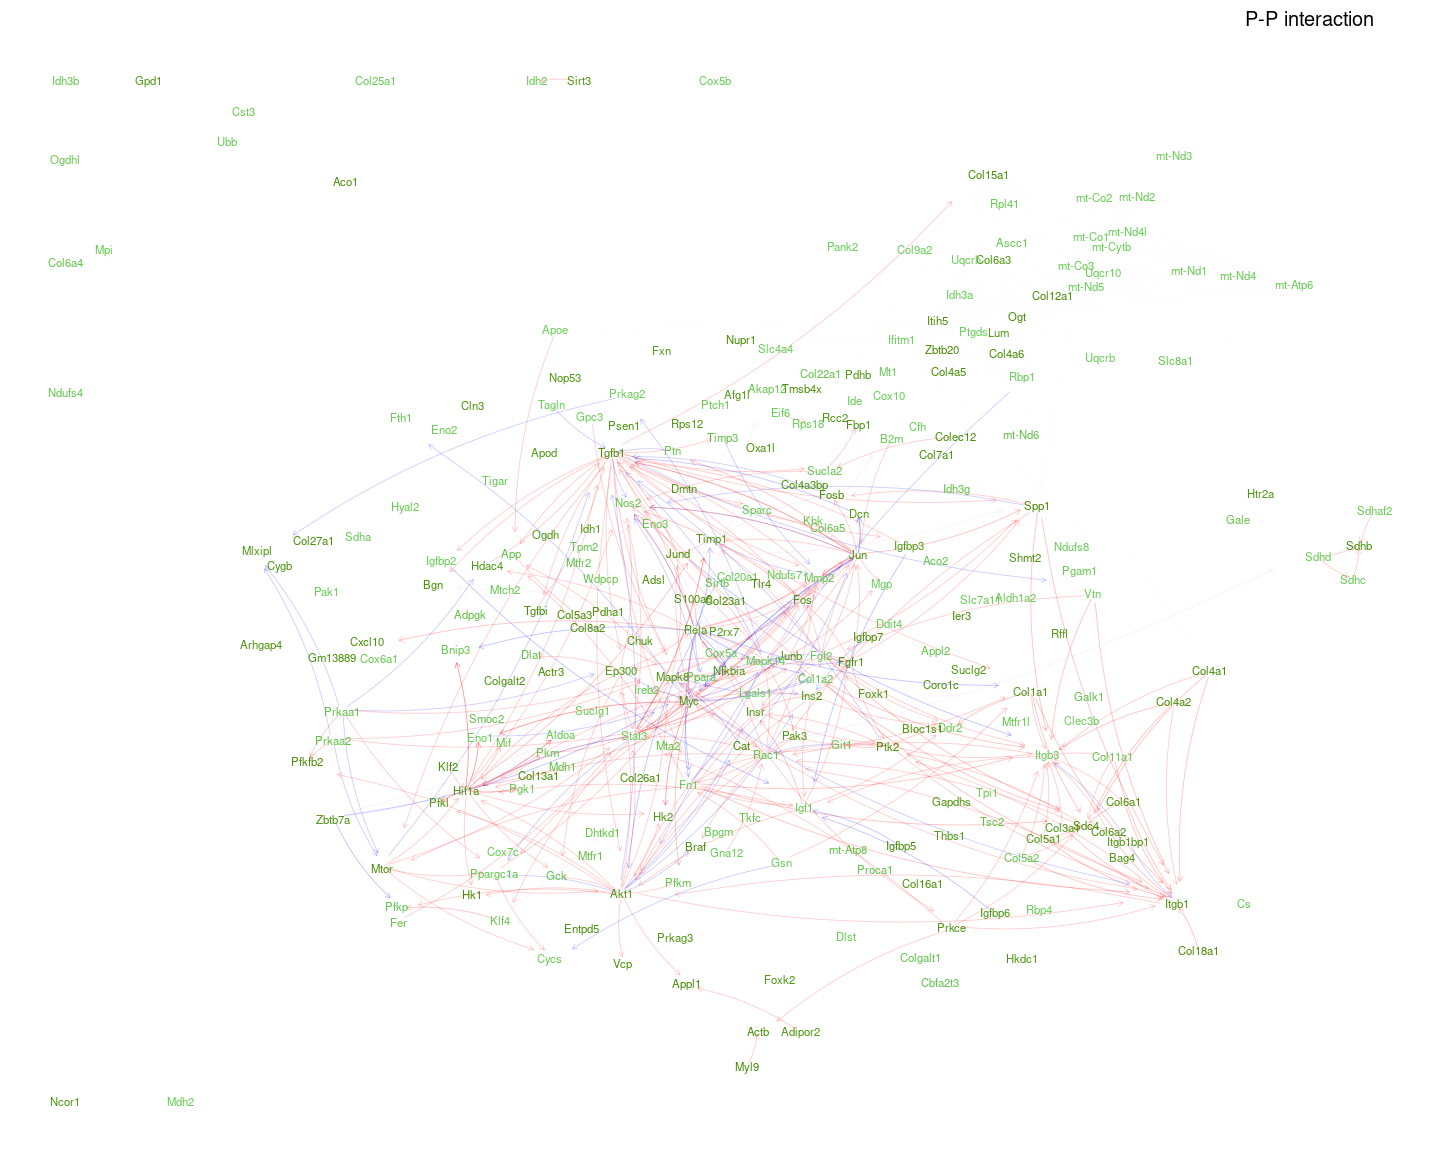 P-P interaction
Idh3b
Gpd1
Col25a1
Idh2
Sirt3
Cox5b
Cst3
Ubb
Ogdhl
Aco1
mt-Nd3
Col15a1
mt-Co2
mt-Nd2
Rpl41
mt-Nd4l
mt-Co1
Ascc1
mt-Cytb
Pank2
Col9a2
Mpi
Col6a4
Col6a3
mt-Co3
Uqcr10
mt-Nd1
mt-Nd4
mt-Nd5
mt-Atp6
Idh3a
Col12a1
Ogt
Itih5
Apoe
Ptgds
Lum
Nupr1
Ifitm1
Slc4a4
Fxn
Zbtb20
Col4a6
Uqcrb
Slc8a1
Col22a1
Pdhb
Mt1
Col4a5
Rbp1
Nop53
Akap12
Tmsb4x
Ndufs4
Prkag2
Afg1l
Cox10
Ide
Cln3
Tagln
Ptch1
Fth1
Gpc3
Eif6
Rcc2
Rps18
Fbp1
Eno2
Psen1
Rps12
Timp3
Cfh
B2m
Colec12
mt-Nd6
Apod
Tgfb1
Ptn
Oxa1l
Col7a1
Sucla2
Tigar
Dmtn
Col4a3bp
Fosb
Idh3g
Htr2a
Hyal2
Nos2
Sparc
Spp1
Dcn
Sdhaf2
Gale
Khk
Eno3
Col6a5
Idh1
Ogdh
Sdha
Col27a1
Timp1
Tpm2
Igfbp3
Ndufs8
Sdhb
Mlxipl
App
Jund
Jun
Shmt2
Sdhd
Igfbp2
Hdac4
Mtfr2
Aco2
Cygb
Pgam1
Wdpcp
Adsl
Sirt6
Col20a1
Ndufs7
Mmp2
Sdhc
Bgn
Mtch2
Tlr4
Mgp
Pak1
Vtn
Col23a1
Fos
Slc7a11
Aldh1a2
Adpgk
Tgfbi
Col5a3
Pdha1
Ier3
Col8a2
Rela
P2rx7
Ddit4
Rffl
Arhgap4
Cxcl10
Chuk
Igfbp7
Bnip3
Appl2
Gm13889
Cox6a1
Dlat
Cox5a
Mapk14
Junb
Fgf2
Fgfr1
Colgalt2
Actr3
Ep300
Mapk8
Nfkbia
Col1a2
Suclg2
Col4a1
Coro1c
Ireb2
Myc
Lgals1
Ins2
Foxk1
Col1a1
Galk1
Col4a2
Prkaa1
Smoc2
Suclg1
Insr
Mtfr1l
Clec3b
Bloc1s1
Ddr2
Eno1
Mif
Aldoa
Stat3
Pak3
Prkaa2
Mta2
Cat
Git1
Ptk2
Pkm
Rac1
Itgb3
Col11a1
Pfkfb2
Klf2
Mdh1
Col13a1
Col26a1
Fn1
Hif1a
Pgk1
Tpi1
Pfkl
Igf1
Gapdhs
Col6a1
Zbtb7a
Hk2
Tkfc
Tsc2
Sdc4
Dhtkd1
Bpgm
Thbs1
Col5a1
Col6a2
Itgb1bp1
Braf
Igfbp5
Cox7c
Mtfr1
Gna12
mt-Atp8
Col5a2
Bag4
Mtor
Gsn
Ppargc1a
Gck
Proca1
Pfkm
Col16a1
Hk1
Akt1
Pfkp
Itgb1
Cs
Rbp4
Igfbp6
Fer
Klf4
Entpd5
Prkce
Prkag3
Dlst
Col18a1
Cycs
Vcp
Colgalt1
Hkdc1
Appl1
Foxk2
Cbfa2t3
Actb
Adipor2
Myl9
Ncor1
Mdh2